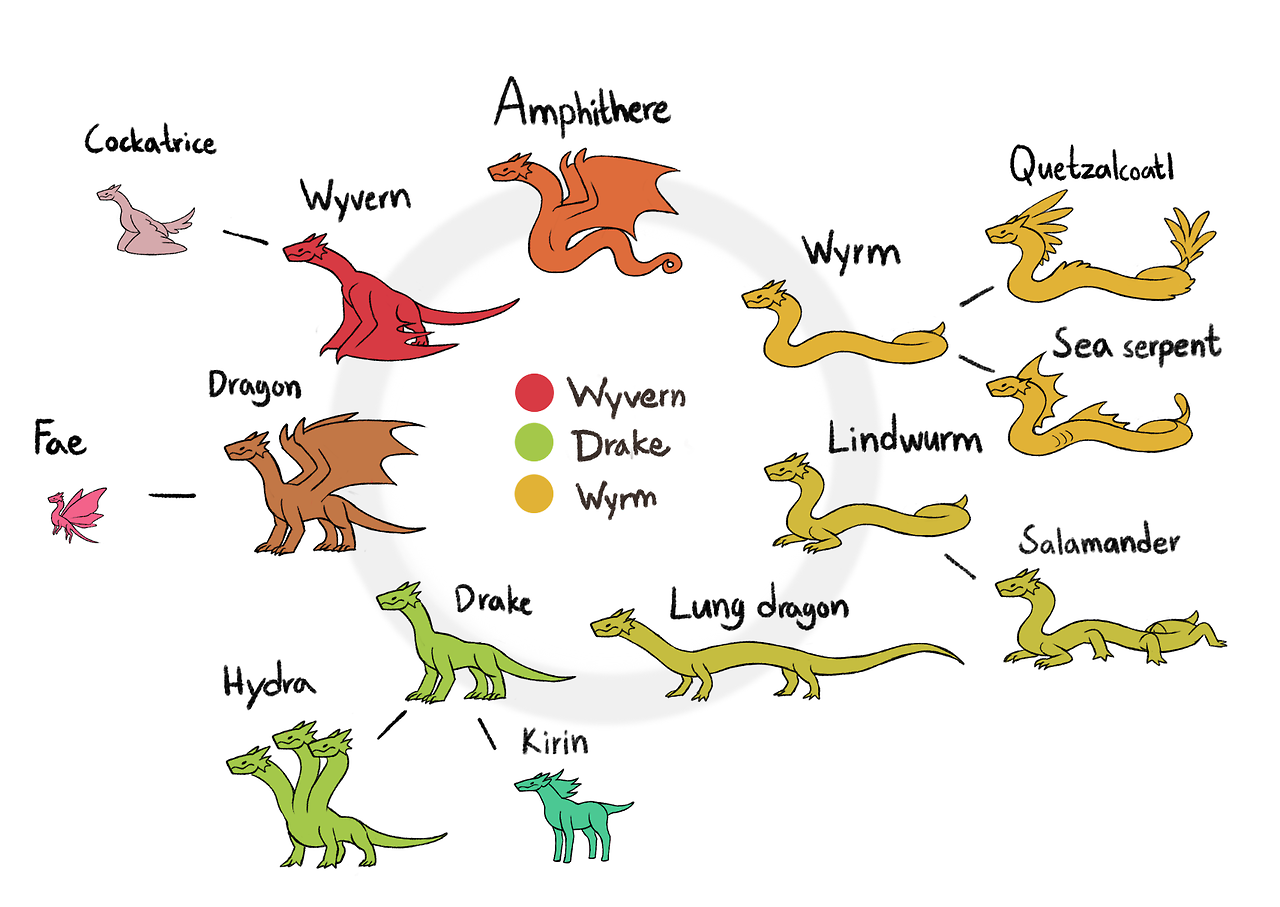 Amphithere
Cockatrice
Quetzalcoatl
Wyvern
Wyrm
Sea serpent
Dragon
Wyvern
Fae
Drake
Lindwurm
Wyrm
Salamander
Drake
Lung dragon
Hydra
Kirin